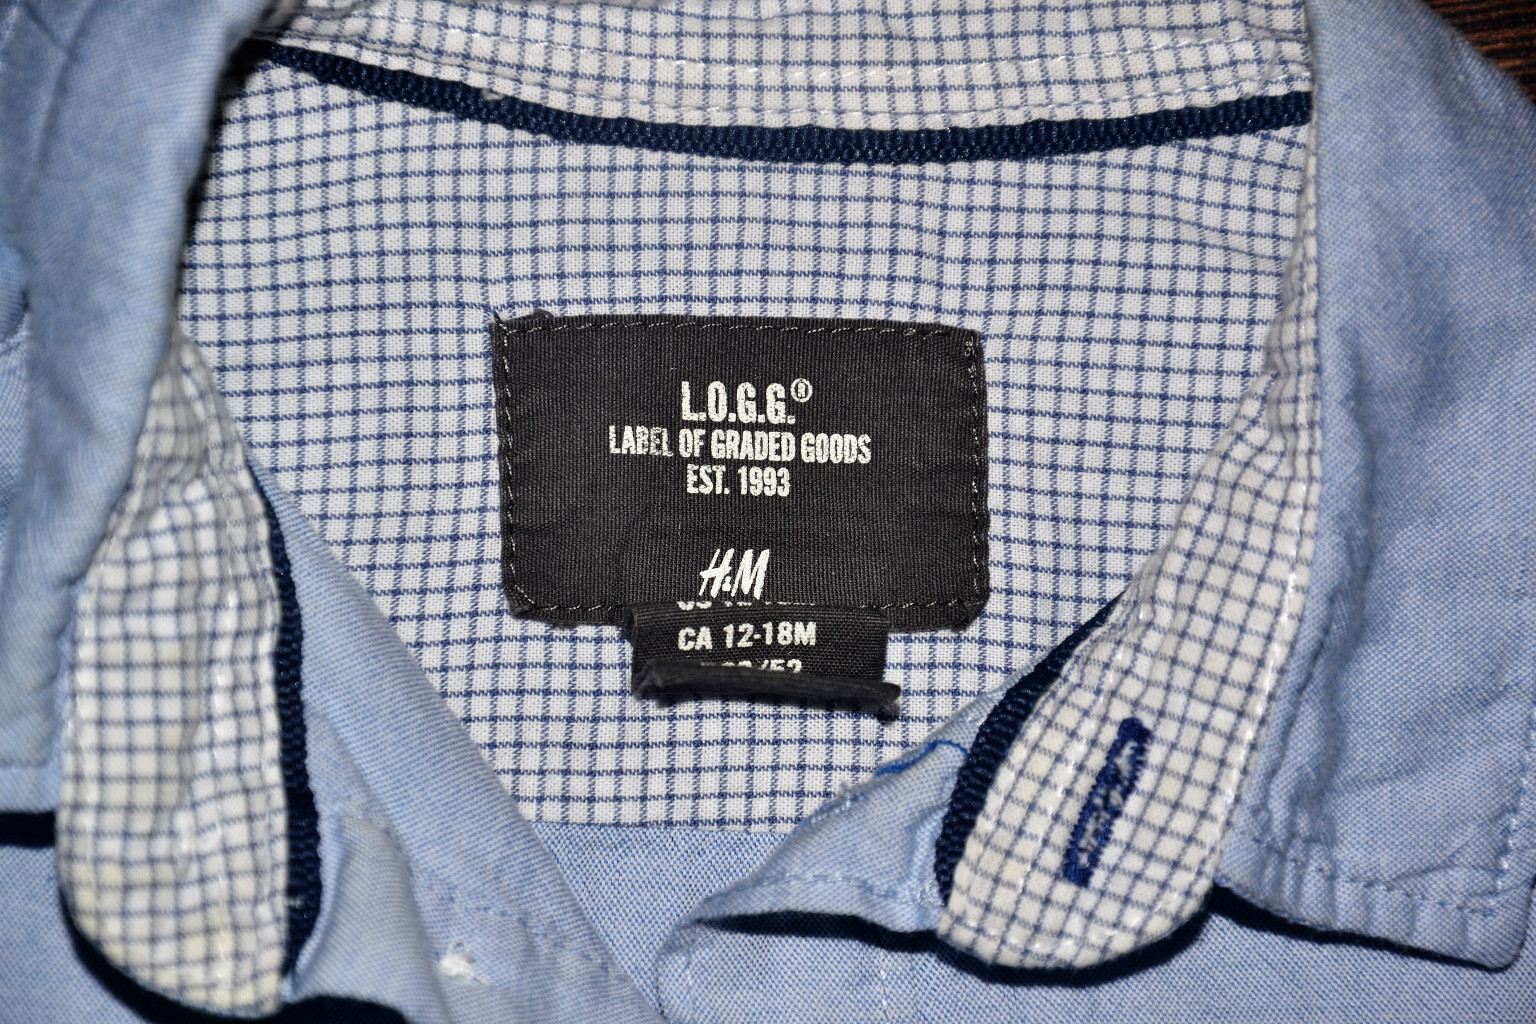 L.O.G.G.®
LABEL OF GRADED GOODS
EST. 1993
H&M
CA 12-18M